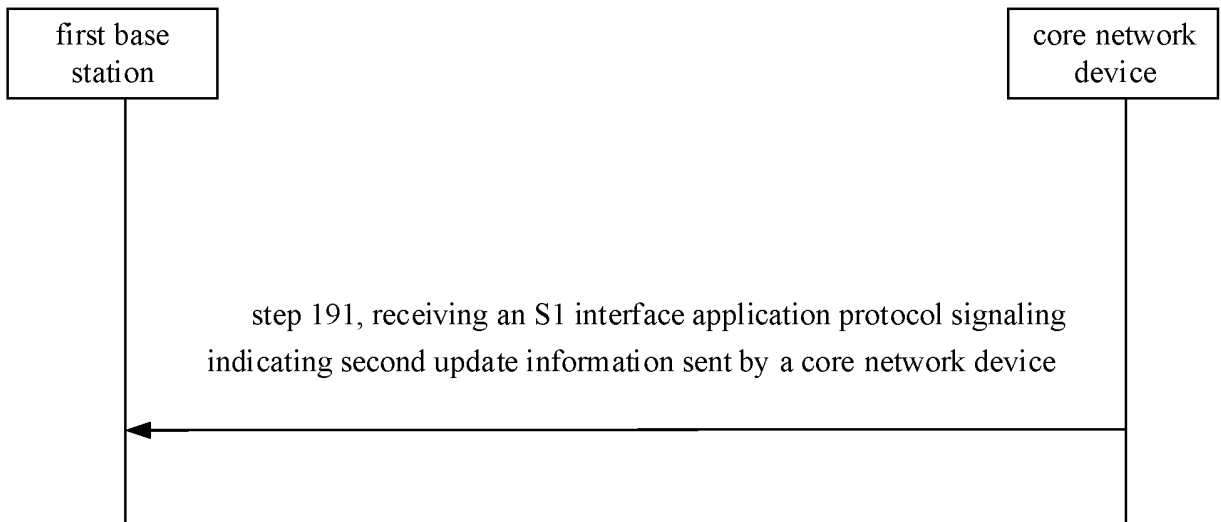 first base
station
core network
device
step 191, receiving an S1 interface application protocol signaling
indicating second update information sent by a core network device